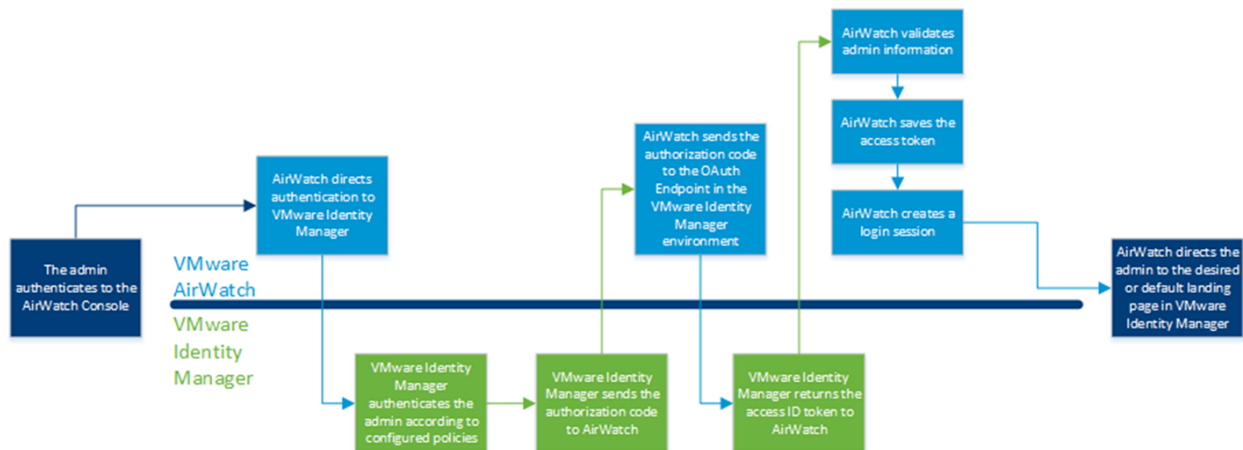 The admin
authenticates to the
AirWatch Console
VMware
AirWatch
VMware
Identity
Manager
AirWatch directs
authentication to
VMware Identity
Manager
VMware Identity
Manager
authenticates the
admin according to
configured policies
VMware Identity
Manager sends the
authorization code
to AirWatch
AirWatch sends the
authorization code
to the OAuth
Endpoint in the
VMware Identity
Manager
environment
VMware Identity
Manager returns the
access ID token to
AirWatch
AirWatch validates
admin information
AirWatch saves the
access token
AirWatch creates a
login session
AirWatch directs the
admin to the desired
or default landing
page in VMware
Identity Manager